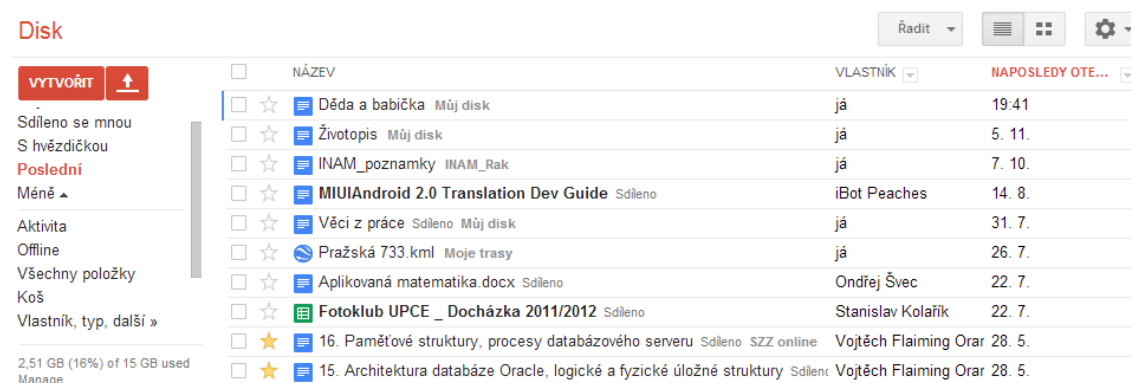 Disk
Řadit
VYTVOŘIT
Sdíleno se mnou
S hvězdičkou
Poslední
Méně
Aktivita
Offline
Všechny položky
Koš
Vlastník, typ, další »
2,51 GB (16%) of 15 GB used
Manage
NÁZEV VLASTNÍK NAPOSLEDY OTE...
Děda a babička Můj disk já 19:41
Životopis Můj disk já 5. 11.
INAM_poznamky INAM_Rak já 7. 10.
MIUIAndroid 2.0 Translation Dev Guide Sdíleno iBot Peaches 14. 8.
Věci z práce Sdíleno Můj disk já 31. 7.
Pražská 733.kml Moje trasy já 26. 7.
Aplikovaná matematika.docx Sdíleno Ondřej Švec 22. 7.
Fotoklub UPCE _ Docházka 2011/2012 Sdíleno Stanislav Kolařík 22. 7.
16. Paměťové struktury, procesy databázového serveru Sdíleno SZZ online Vojtěch Flaiming Orar 28. 5.
15. Architektura databáze Oracle, logické a fyzické úložné struktury Sdíleno Vojtěch Flaiming Orar 28. 5.